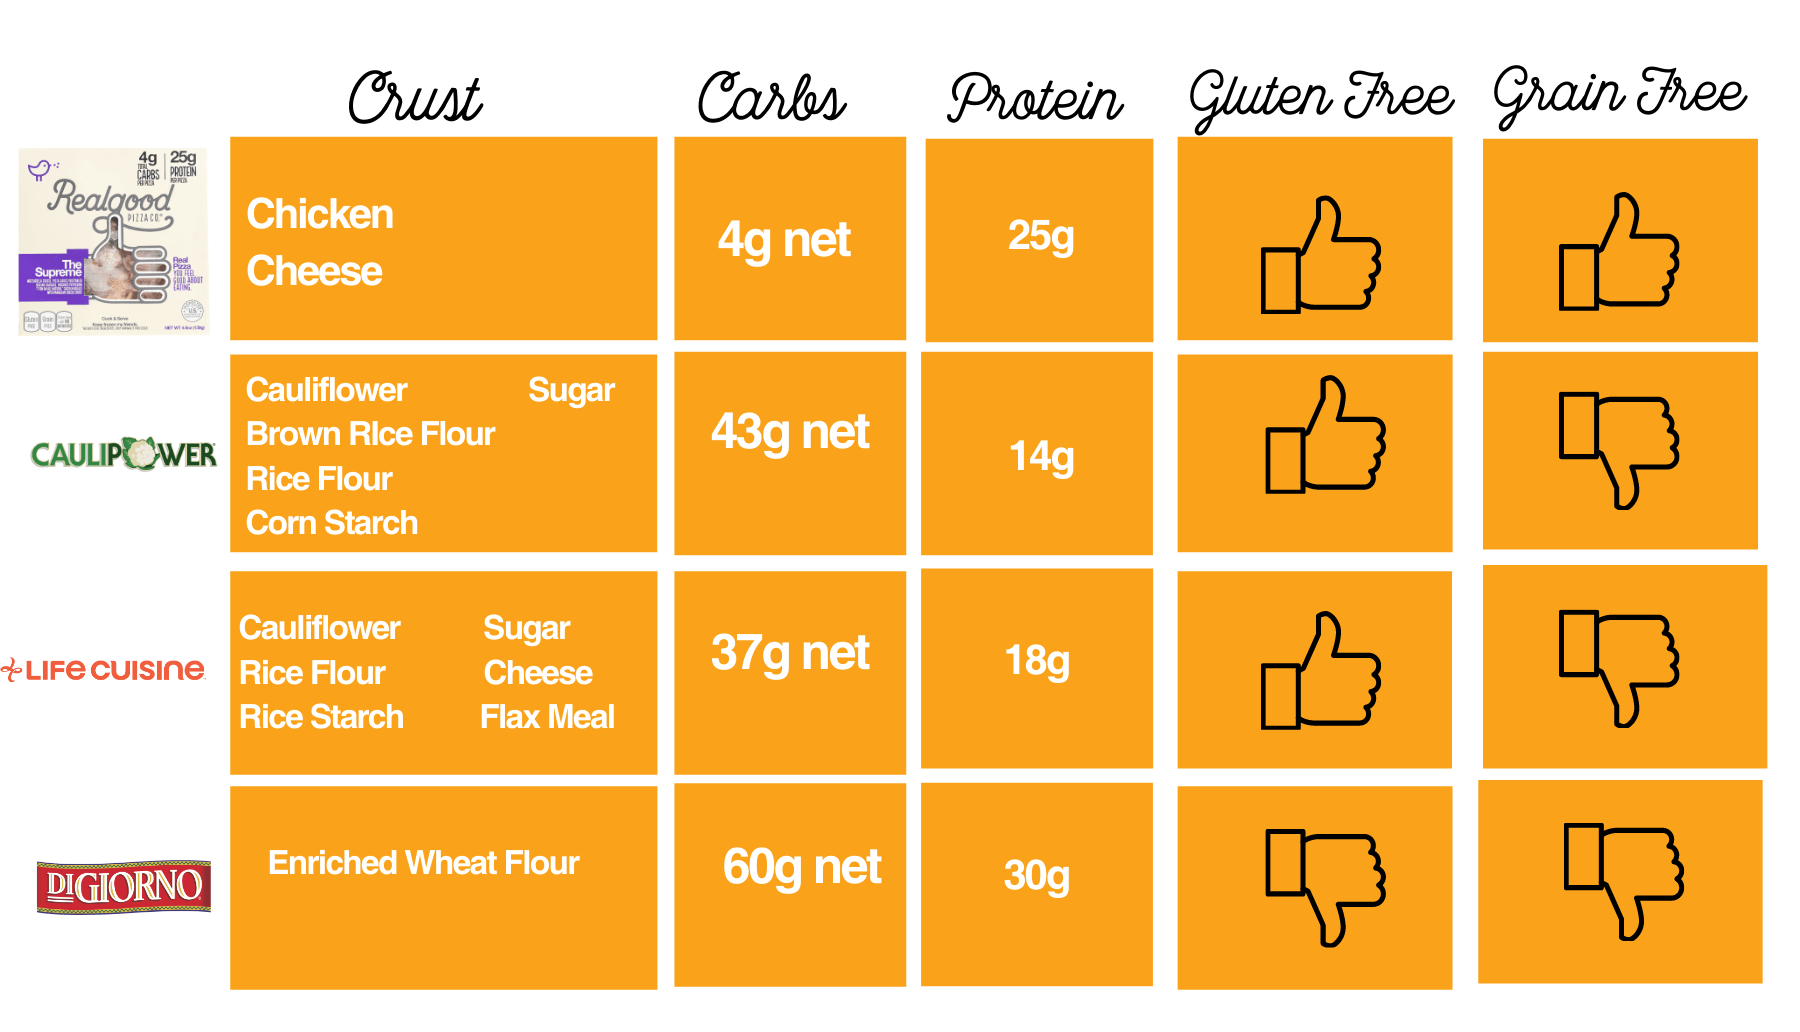 Crust Carbs Protein Gluten Free Grain Free
4g 25g
CARBS PROTEIN
Realgood
PIZZA CO.
The
Supreme
Real
Pizza
YOU FEEL
GOOD ABOUT
EATING.
Chicken
Cheese
4g net
25g
CAULIPOWER
Cauliflower Sugar
Brown RIce Flour
Rice Flour
Corn Starch
43g net
14g
LIFE CUISINE
Cauliflower Sugar
Rice Flour Cheese
Rice Starch Flax Meal
37g net
18g
DIGIORNO
Enriched Wheat Flour
60g net
30g